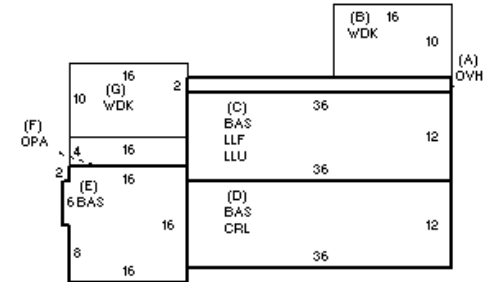 (B) 16
WDK
10
(A)
OVH
16
2
10 (G)
WDK
(C) 36
BAS
LLF 12
LLU
36
(F)
OPA
4 16
2
16
(E)
6 BAS
16
8
16
(D)
BAS 12
CRL
36